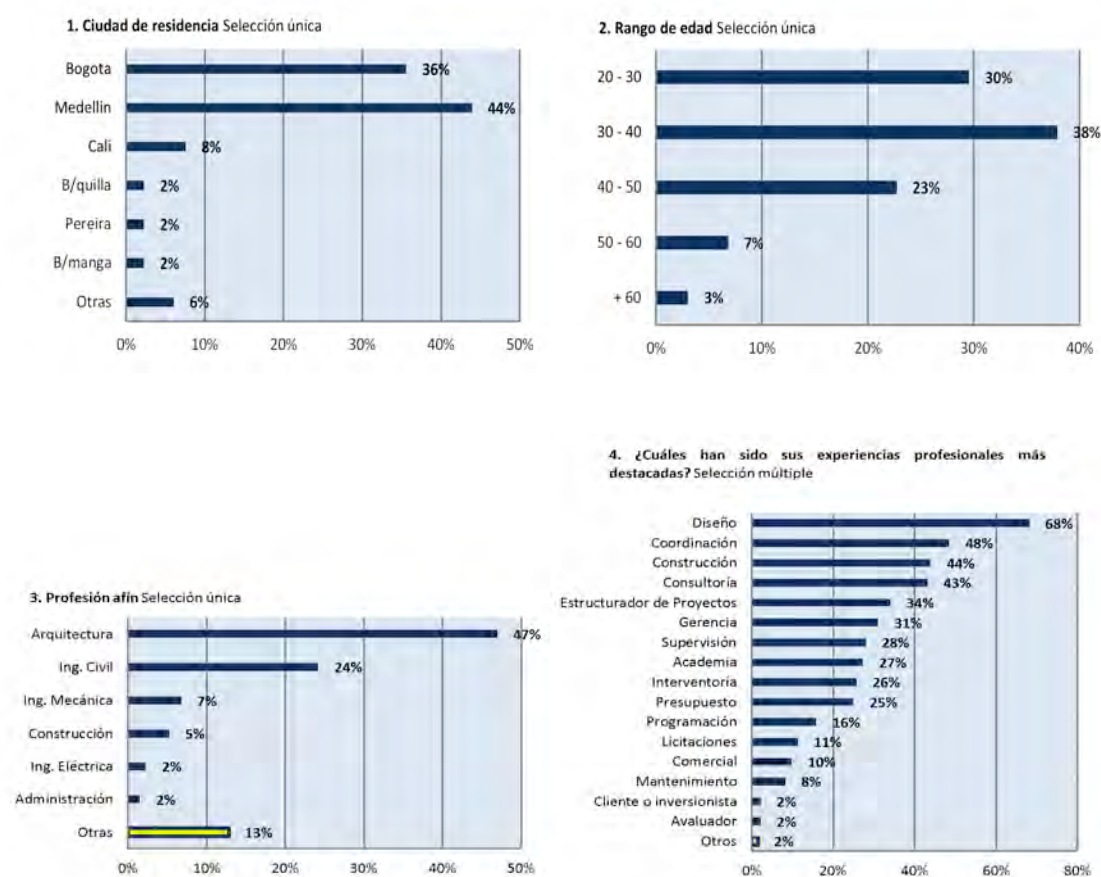 1. Ciudad de residencia Selección única
Bogota
36%
Medellin
44%
Cali
8%
B/quilla
2%
Pereira
2%
B/manga
2%
Otras
6%
0% 10% 20% 30% 40% 50%
2. Rango de edad Selección única
20 - 30
30%
30 - 40
38%
40 - 50
23%
50 - 60
7%
+ 60
3%
0% 10% 20% 30% 40%
3. Profesión afín Selección única
Arquitectura
47%
Ing. Civil
24%
Ing. Mecánica
7%
Construcción
5%
Ing. Eléctrica
2%
Administración
2%
Otras
13%
0% 10% 20% 30% 40% 50%
4. ¿Cuáles han sido sus experiencias profesionales más
destacadas? Selección múltiple
Diseño
68%
Coordinación
48%
Construcción
44%
Consultoría
43%
Estructurador de Proyectos
34%
Gerencia
31%
Supervisión
28%
Academia
27%
Interventoría
26%
Presupuesto
25%
Programación
16%
Licitaciones
11%
Comercial
10%
Mantenimiento
8%
Cliente o inversionista
2%
Avaluador
2%
Otros
2%
0% 20% 40% 60% 80%